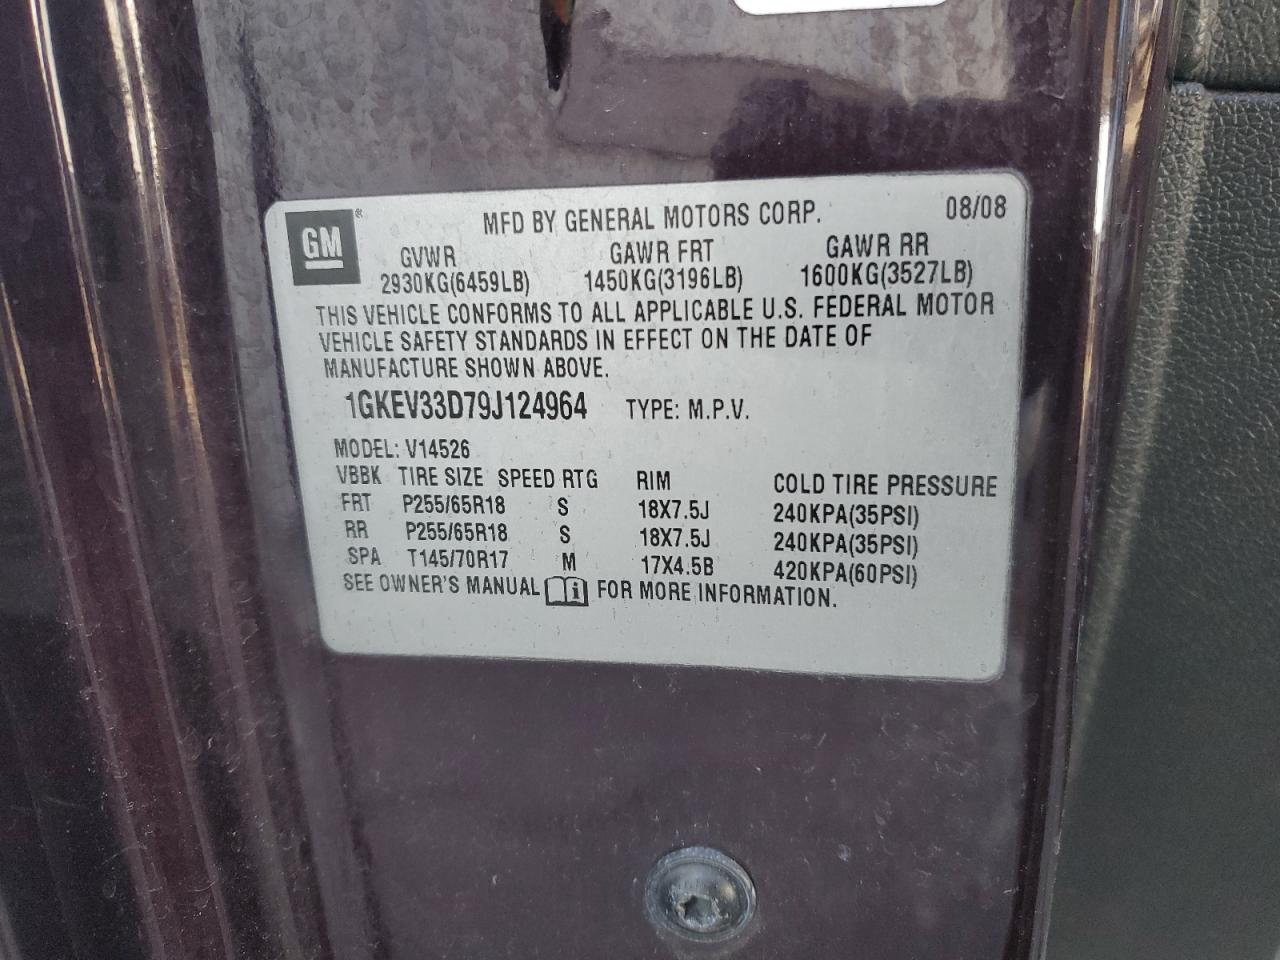 GM®
MFD BY GENERAL MOTORS CORP. 08/08
GVWR GAWR FRT GAWR RR
2930KG(6459LB) 1450KG(3196LB) 1600KG(3527LB)
THIS VEHICLE CONFORMS TO ALL APPLICABLE U.S. FEDERAL MOTOR
VEHICLE SAFETY STANDARDS IN EFFECT ON THE DATE OF
MANUFACTURE SHOWN ABOVE.
1GKEV33D79J124964 TYPE: M.P.V.
MODEL: V14526
VBBK TIRE SIZE SPEED RTG RIM COLD TIRE PRESSURE
FRT P255/65R18 S 18X7.5J 240KPA(35PSI)
RR P255/65R18 S 18X7.5J 240KPA(35PSI)
SPA T145/70R17 M 17X4.5B 420KPA(60PSI)
SEE OWNER'S MANUAL i FOR MORE INFORMATION.